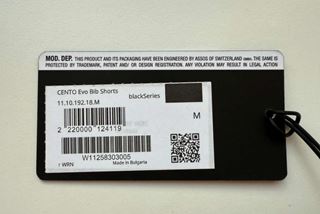 MOD. DEP. THIS PRODUCT AND ITS PACKAGING HAVE BEEN ENGINEERED BY ASSOS OF SWITZERLAND GMBH. THE SAME IS
PROTECTED BY TRADEMARK, PATENT AND/ OR DESIGN REGISTRATION. ANY VIOLATION MAY RESULT IN LEGAL ACTION
CENTO Evo Bib Shorts
blackSeries
11.10.192.18.M
M
2 220000 124119
W11258303005
r WRN
Made in Bulgaria